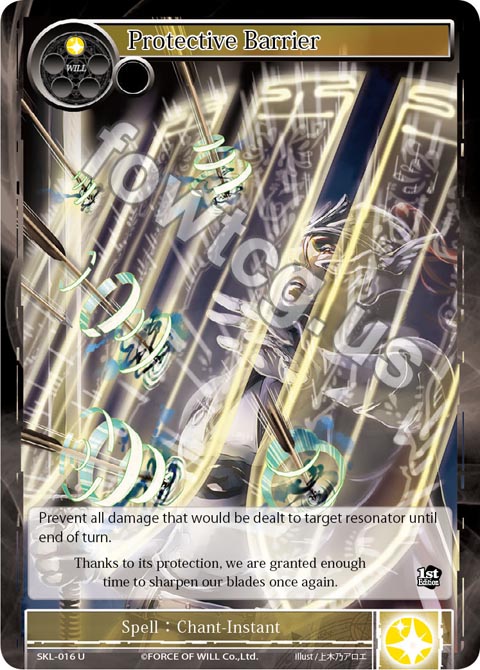 Protective Barrier
WILL
fowtcg.us
Prevent all damage that would be dealt to target resonator until
end of turn.
Thanks to its protection, we are granted enough
time to sharpen our blades once again.
1st
Edition
Spell : Chant-Instant
SKL-016 U ©FORCE OF WILL Co.,Ltd. Illust / 上木乃アロエ